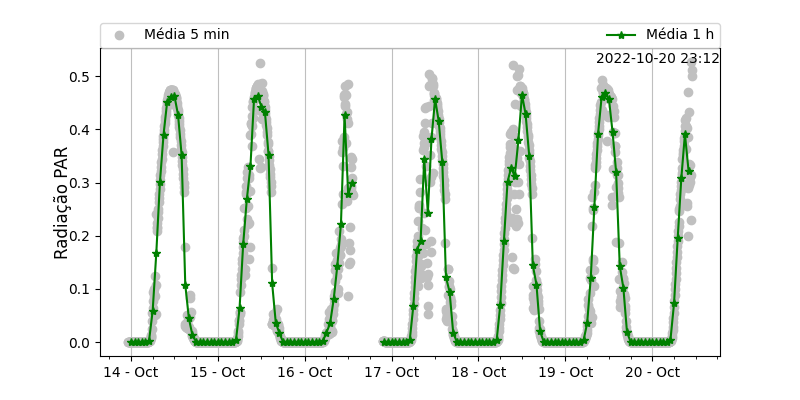 Média 5 min
Média 1 h
2022-10-20 23:12
Radiação PAR
0.5
0.4
0.3
0.2
0.1
0.0
14 - Oct
15 - Oct
16 - Oct
17 - Oct
18 - Oct
19 - Oct
20 - Oct